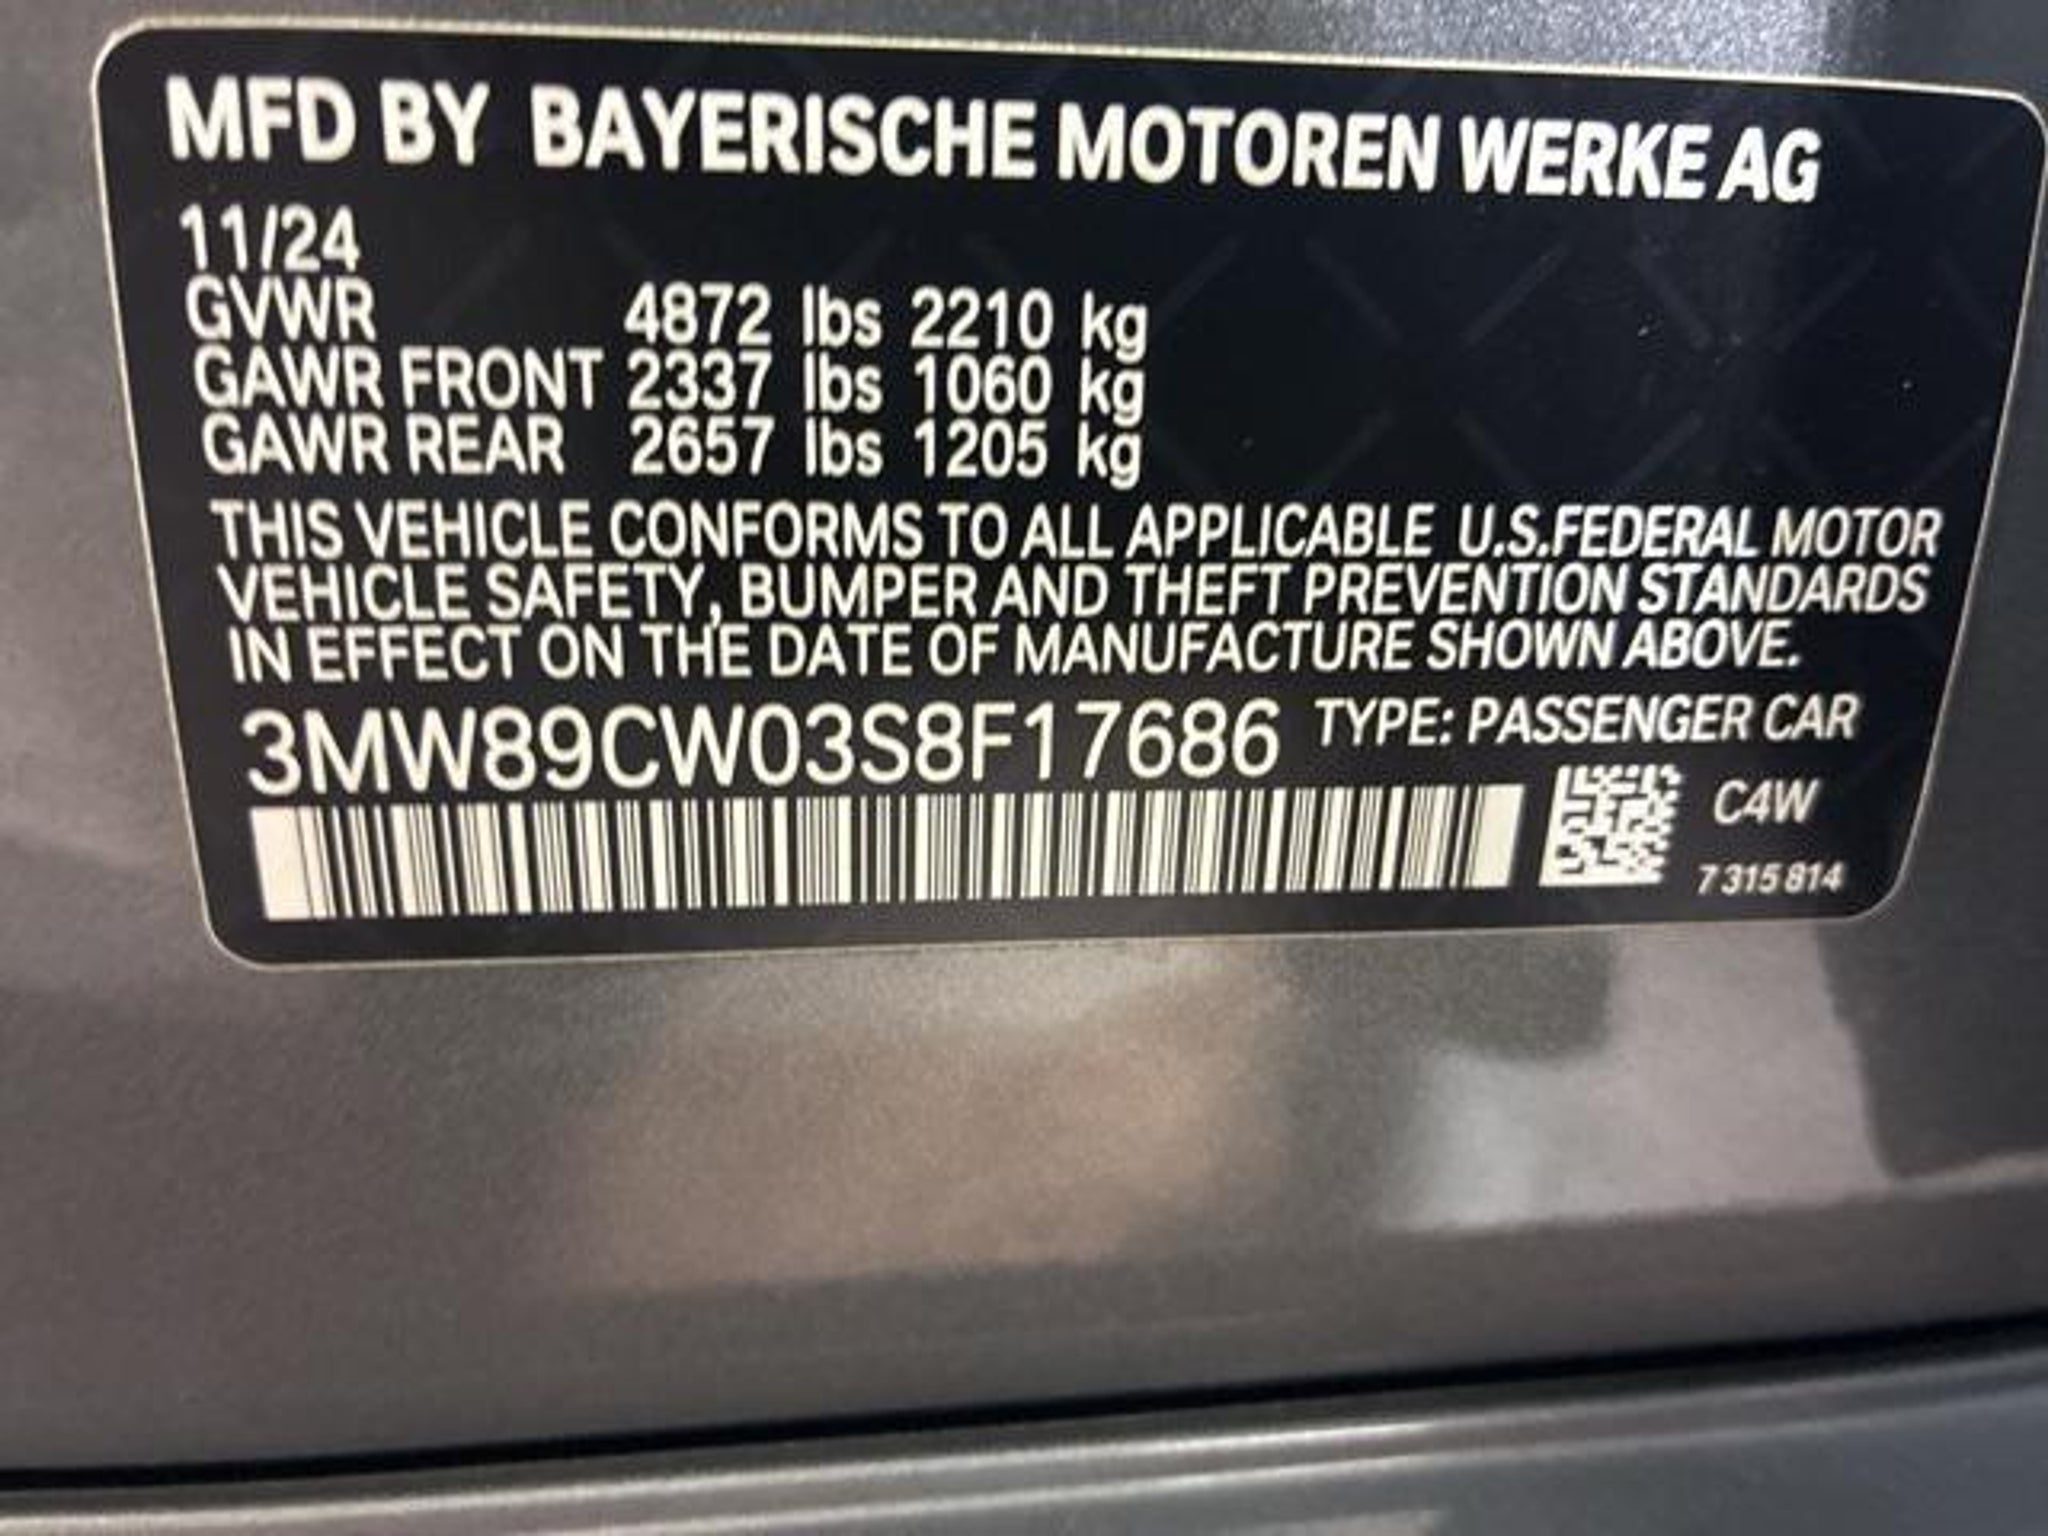 MFD BY BAYERISCHE MOTOREN WERKE AG
11/24
GVWR 4872 lbs 2210 kg
GAWR FRONT 2337 lbs 1060 kg
GAWR REAR 2657 lbs 1205 kg
THIS VEHICLE CONFORMS TO ALL APPLICABLE U.S.FEDERAL MOTOR
VEHICLE SAFETY, BUMPER AND THEFT PREVENTION STANDARDS
IN EFFECT ON THE DATE OF MANUFACTURE SHOWN ABOVE.
3MW89CW03S8F17686 TYPE: PASSENGER CAR
C4W
7 315 814